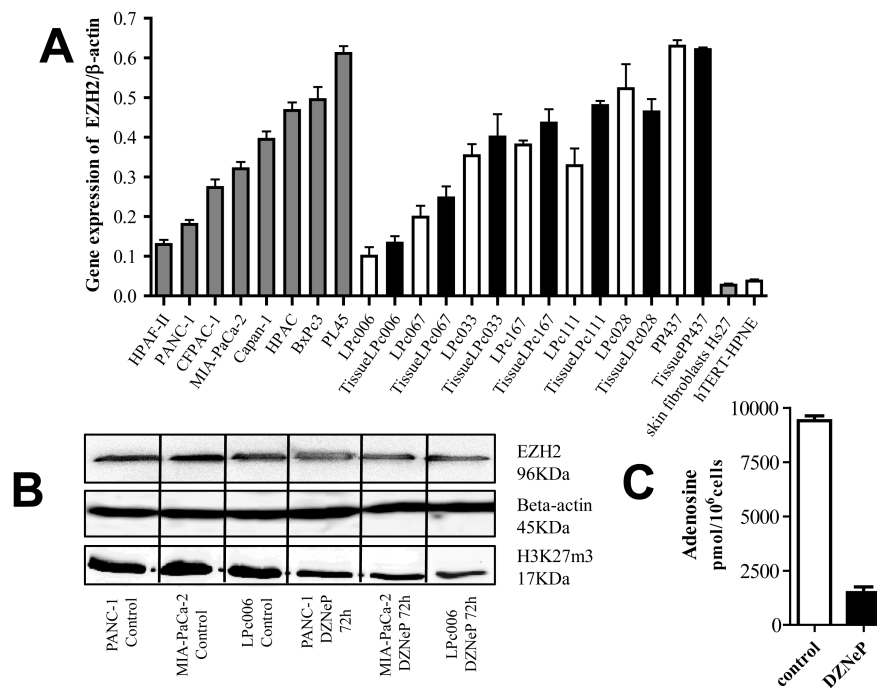 A
Gene expression of EZH2/β-actin
0.7
0.6
0.5
0.4
0.3
0.2
0.1
0.0
HPAF-II
PANC-1
CFPAC-1
MIA-PaCa-2
Capan-1
HPAC
BxPc3
PL45
LPc006
TissueLPc006
LPc067
TissueLPc067
LPc033
TissueLPc033
LPc167
TissueLPc167
LPc111
TissueLPc111
LPc028
TissueLPc028
PP437
TissuePP437
skin fibroblasts Hs27
hTERT-HPNE
B
EZH2
96KDa
Beta-actin
45KDa
H3K27m3
17KDa
PANC-1
Control
MIA-PaCa-2
Control
LPc006
Control
PANC-1
DZNeP
72h
MIA-PaCa-2
DZNeP 72h
LPc006
DZNeP 72h
C
Adenosine
pmol/10⁶cells
10000
7500
5000
2500
0
control
DZNeP